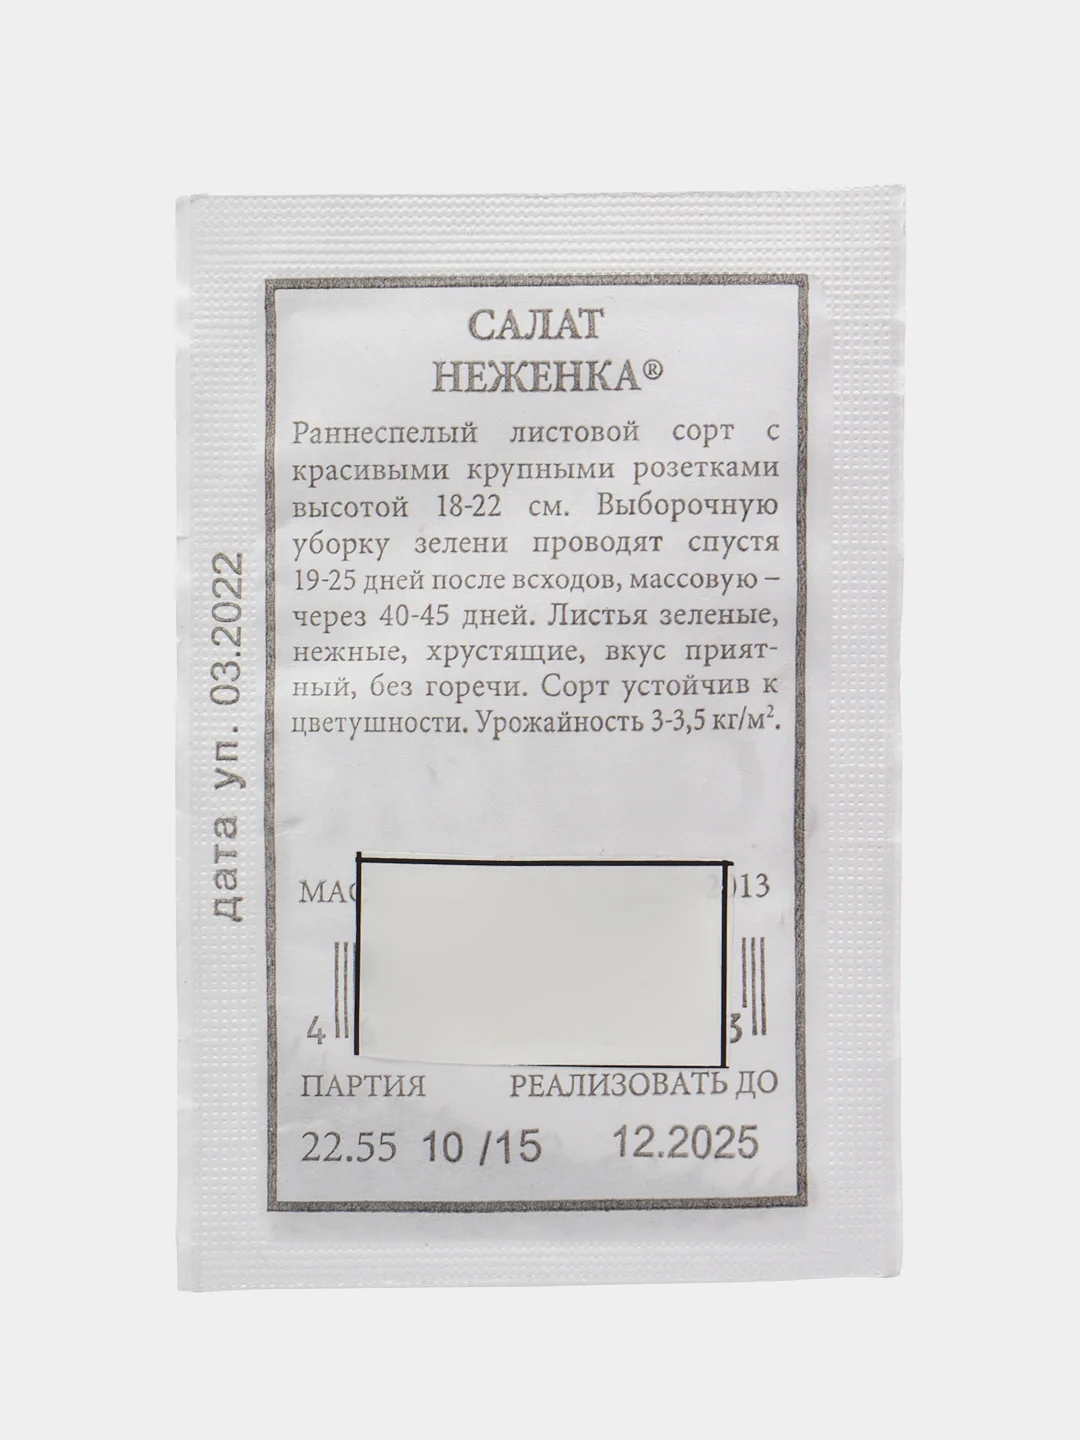 САЛАТ
НЕЖЕНКА®
Раннеспелый листовой сорт с
красивыми крупными розетками
высотой 18-22 см. Выборочную
уборку зелени проводят спустя
19-25 дней после всходов, массовую –
через 40-45 дней. Листья зеленые,
нежные, хрустящие, вкус прият-
ный, без горечи. Сорт устойчив к
цветушности. Урожайность 3-3,5 кг/м².
4 3
ПАРТИЯ РЕАЛИЗОВАТЬ ДО
22.55 10 /15 12.2025
дата уп. 03.2022